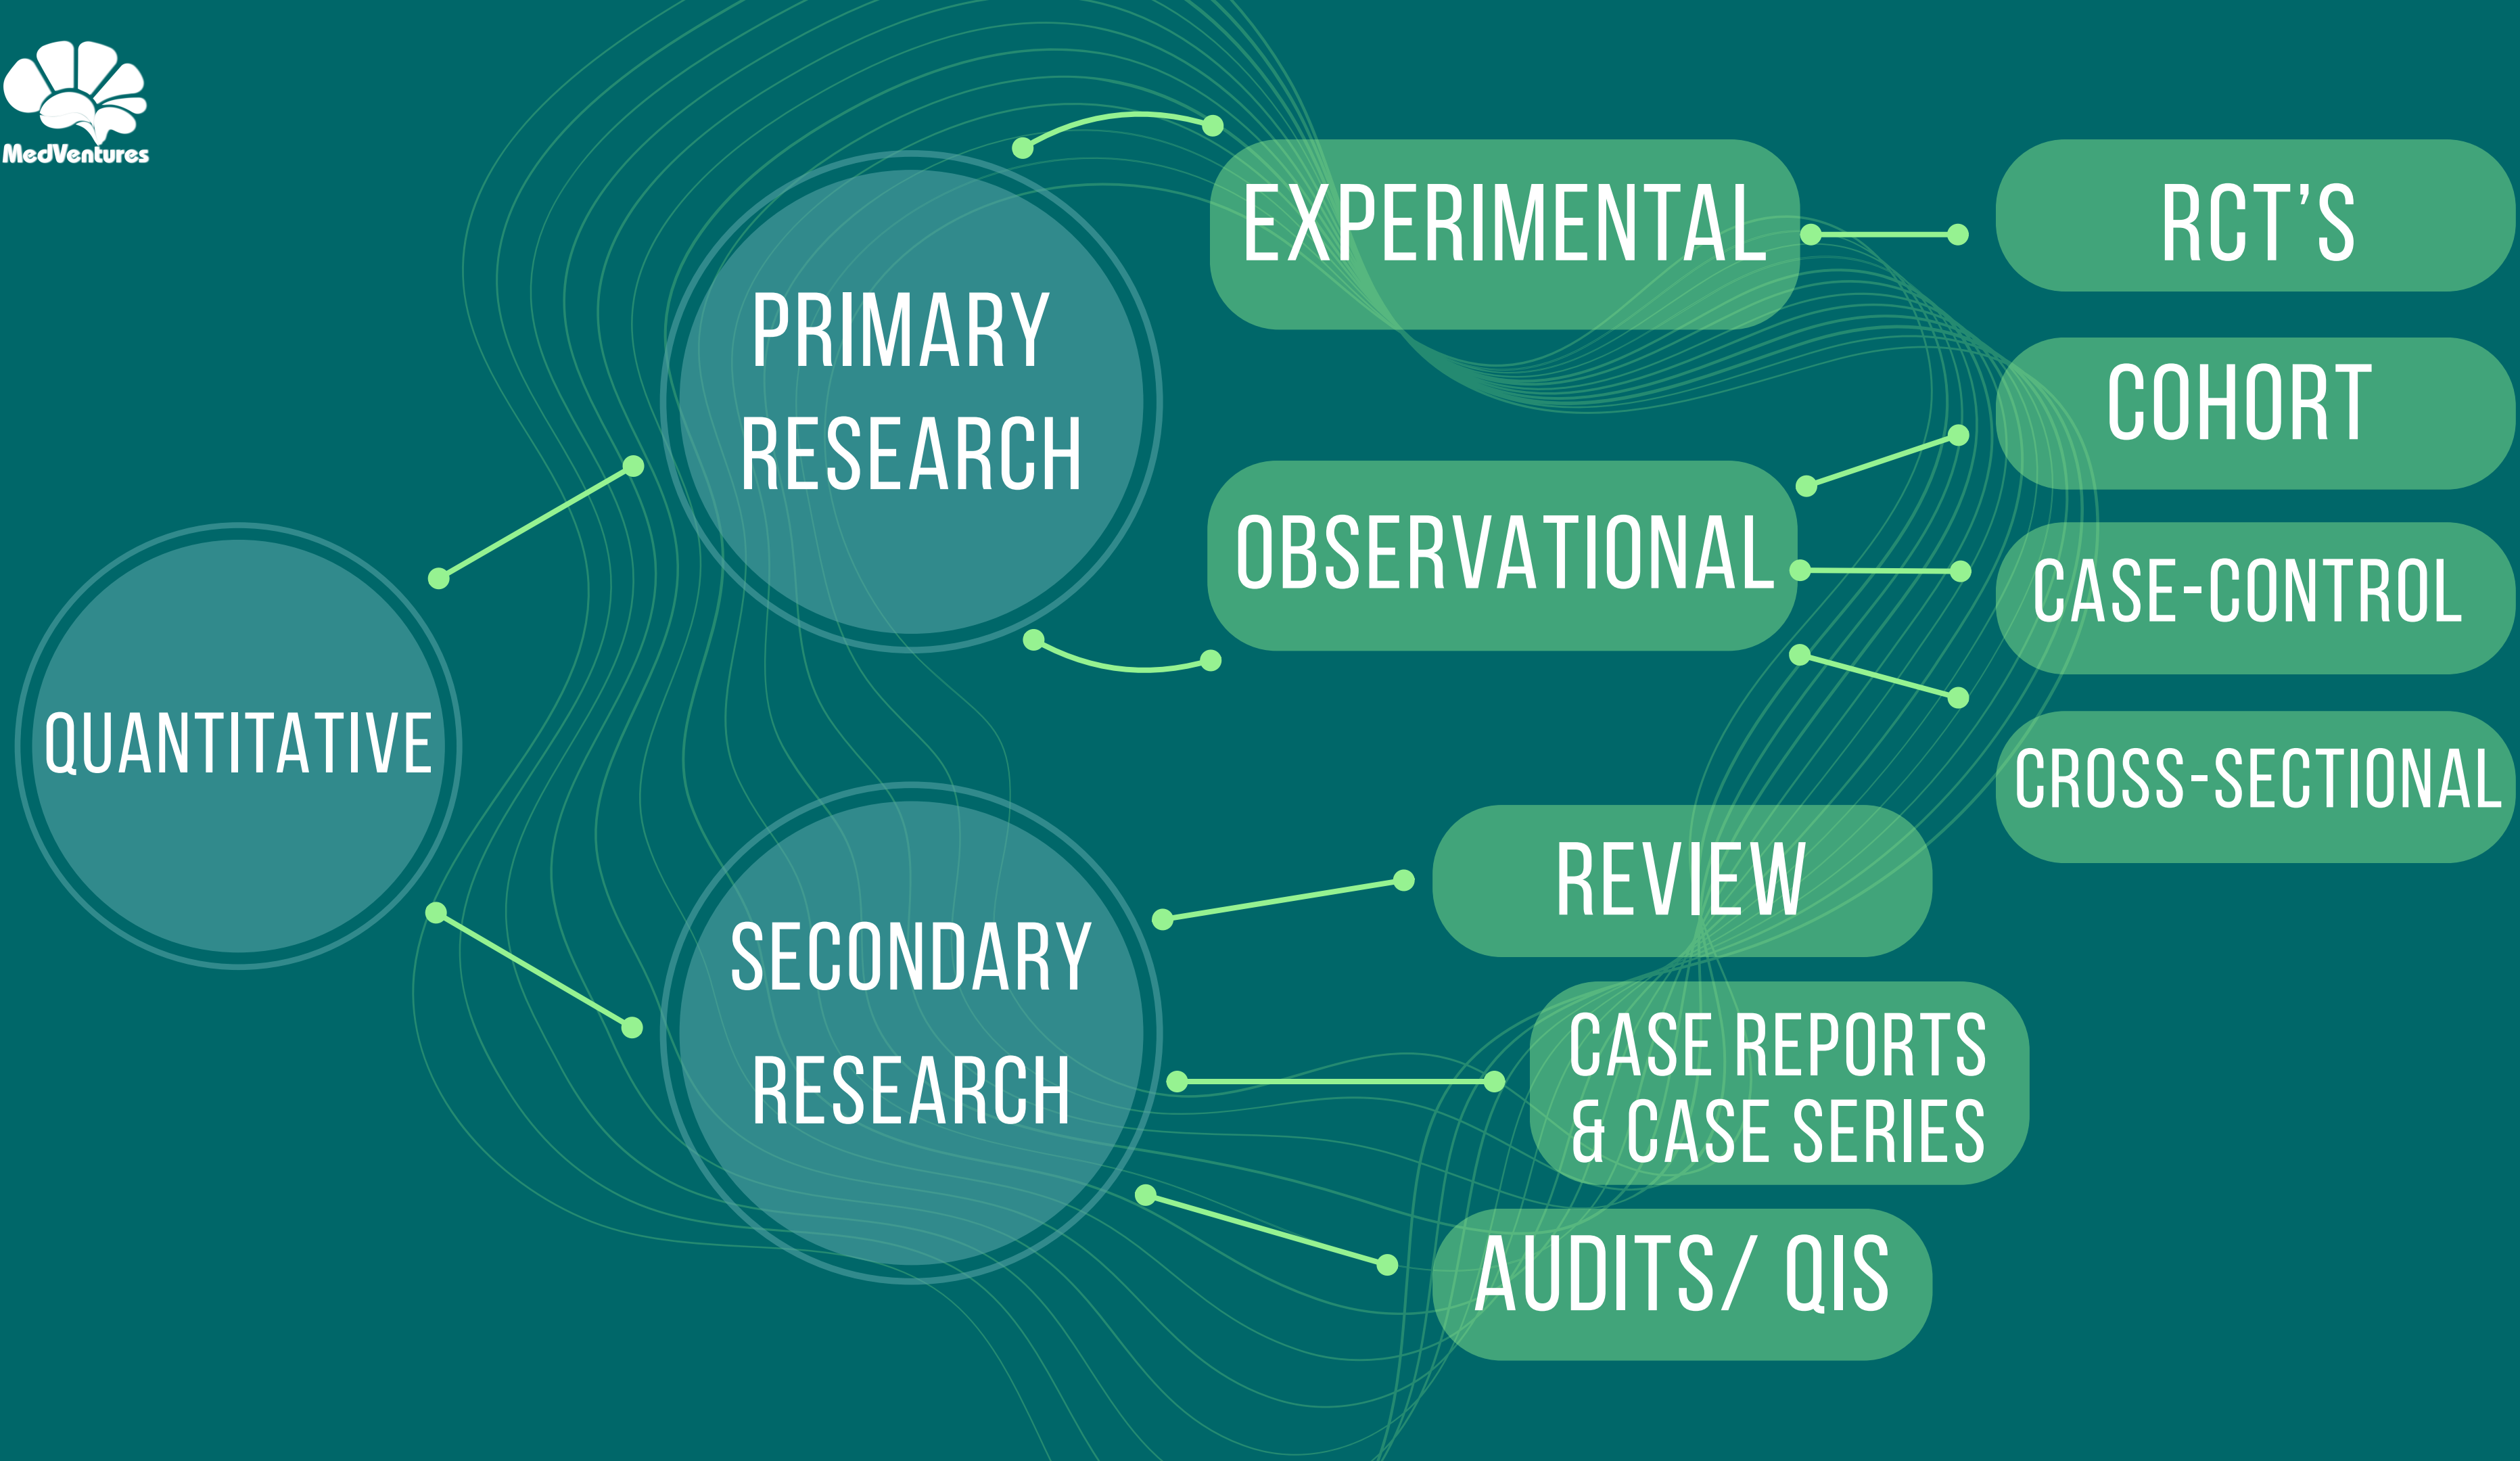 MedVentures
QUANTITATIVE
PRIMARY
RESEARCH
EXPERIMENTAL
RCT’S
OBSERVATIONAL
COHORT
CASE-CONTROL
CROSS-SECTIONAL
SECONDARY
RESEARCH
REVIEW
CASE REPORTS
& CASE SERIES
AUDITS/ QIS